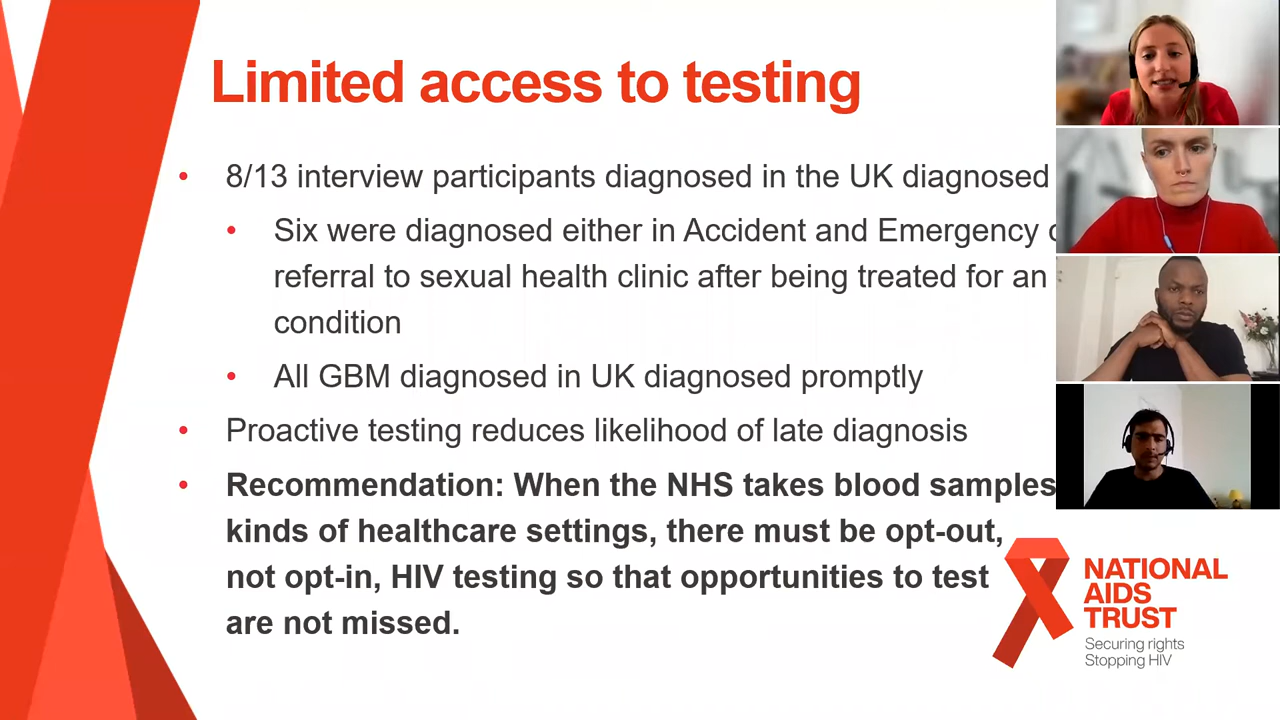 Limited access to testing
• 8/13 interview participants diagnosed in the UK diagnosed
• Six were diagnosed either in Accident and Emergency
referral to sexual health clinic after being treated for an
condition
• All GBM diagnosed in UK diagnosed promptly
• Proactive testing reduces likelihood of late diagnosis
• Recommendation: When the NHS takes blood samples
kinds of healthcare settings, there must be opt-out,
not opt-in, HIV testing so that opportunities to test
are not missed.
NATIONAL
AIDS
TRUST
Securing rights
Stopping HIV